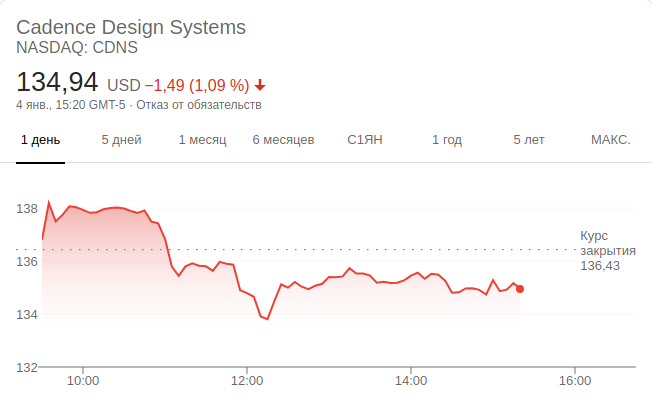 Cadence Design Systems
NASDAQ: CDNS
134,94 USD −1,49 (1,09 %)
4 янв., 15:20 GMT-5 · Отказ от обязательств
1 день 5 дней 1 месяц 6 месяцев С1ЯН 1 год 5 лет МАКС.
138
Курс
закрытия
136 136,43
134
132
10:00 12:00 14:00 16:00